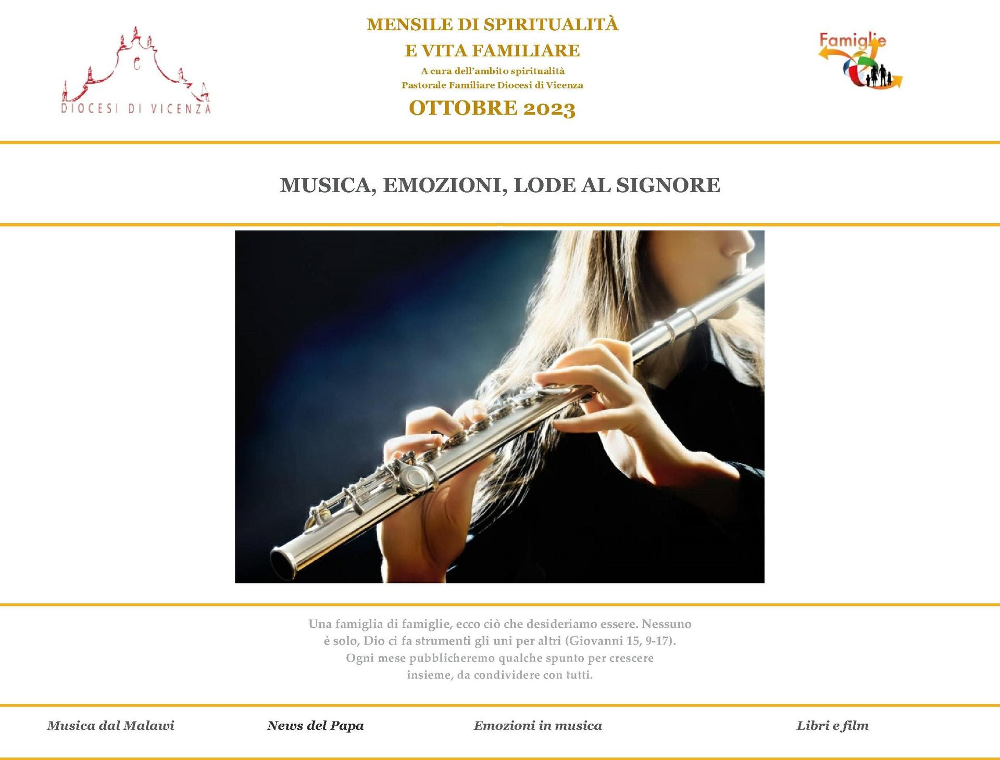 DIOCESI DI VICENZA
MENSILE DI SPIRITUALITÀ
E VITA FAMILIARE
A cura dell'ambito spiritualità
Pastorale Familiare Diocesi di Vicenza
OTTOBRE 2023
Famiglie
MUSICA, EMOZIONI, LODE AL SIGNORE
Una famiglia di famiglie, ecco ciò che desideriamo essere. Nessuno
è solo, Dio ci fa strumenti gli uni per altri (Giovanni 15, 9-17).
Ogni mese pubblicheremo qualche spunto per crescere
insieme, da condividere con tutti.
Musica dal Malawi
News del Papa
Emozioni in musica
Libri e film